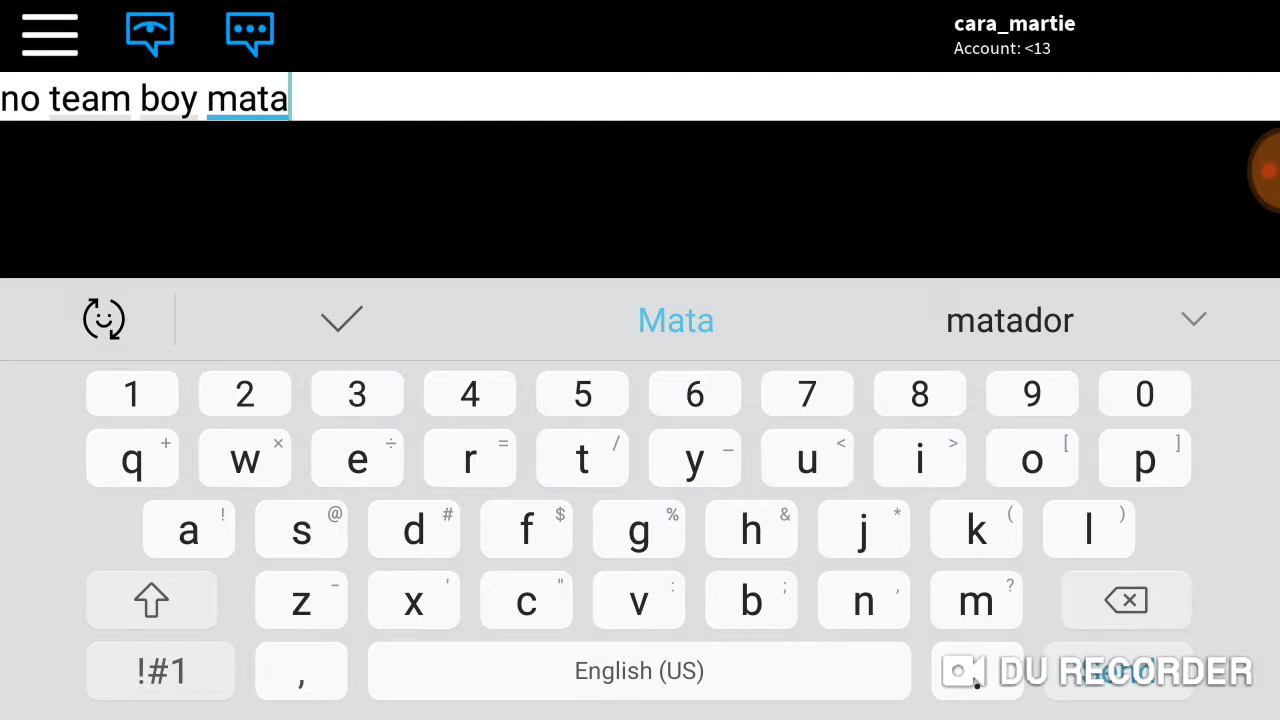 cara_martie
Account: <13
no team boy mata
Mata matador
1 2 3 4 5 6 7 8 9 0
q + w × e ÷ r = t / y _ u < i > o [ p ]
a ! s @ d # f $ g % h & j * k ( l )
z - x ' c " v : b ; n , m ?
!#1 , English (US) . DU RECORDER